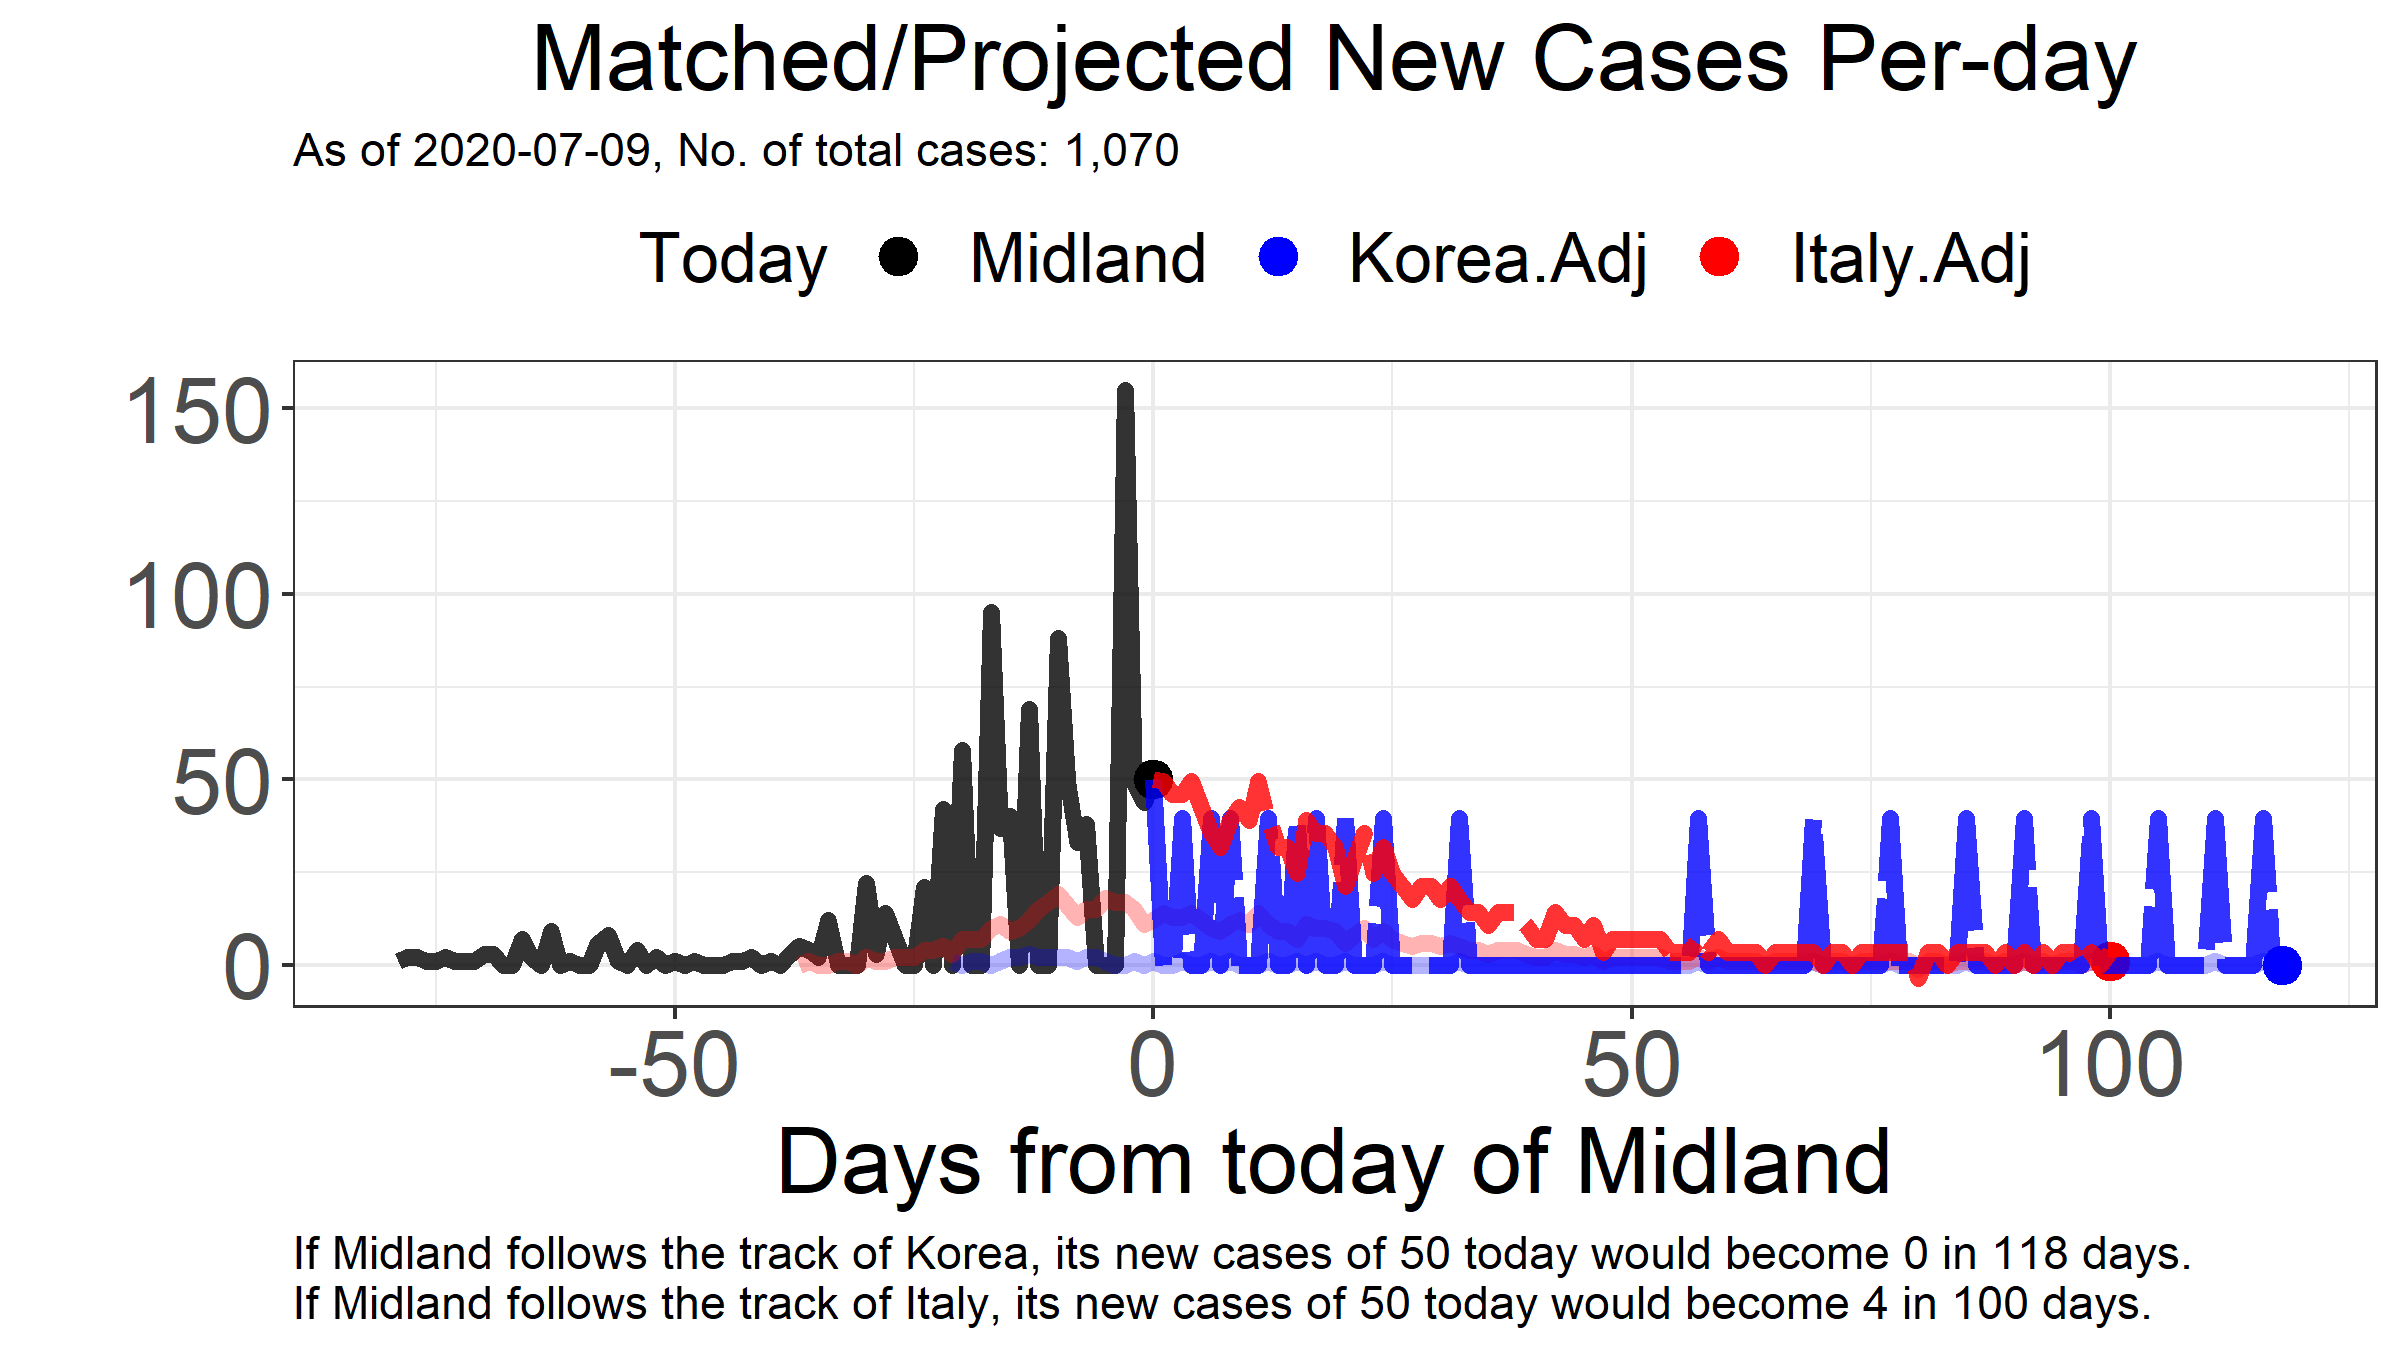 Matched/Projected New Cases Per-day
As of 2020-07-09, No. of total cases: 1,070
Today Midland Korea.Adj Italy.Adj
150
100
50
0
-50 0 50 100
Days from today of Midland
If Midland follows the track of Korea, its new cases of 50 today would become 0 in 118 days.
If Midland follows the track of Italy, its new cases of 50 today would become 4 in 100 days.